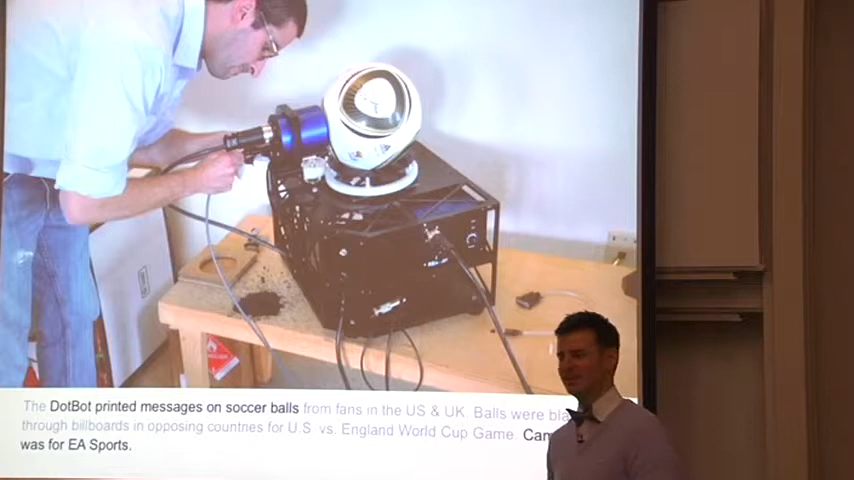 The DotBot printed messages on soccer balls from fans in the US & UK. Balls were
through billboards in opposing countries for U.S. vs. England World Cup Game.
was for EA Sports.